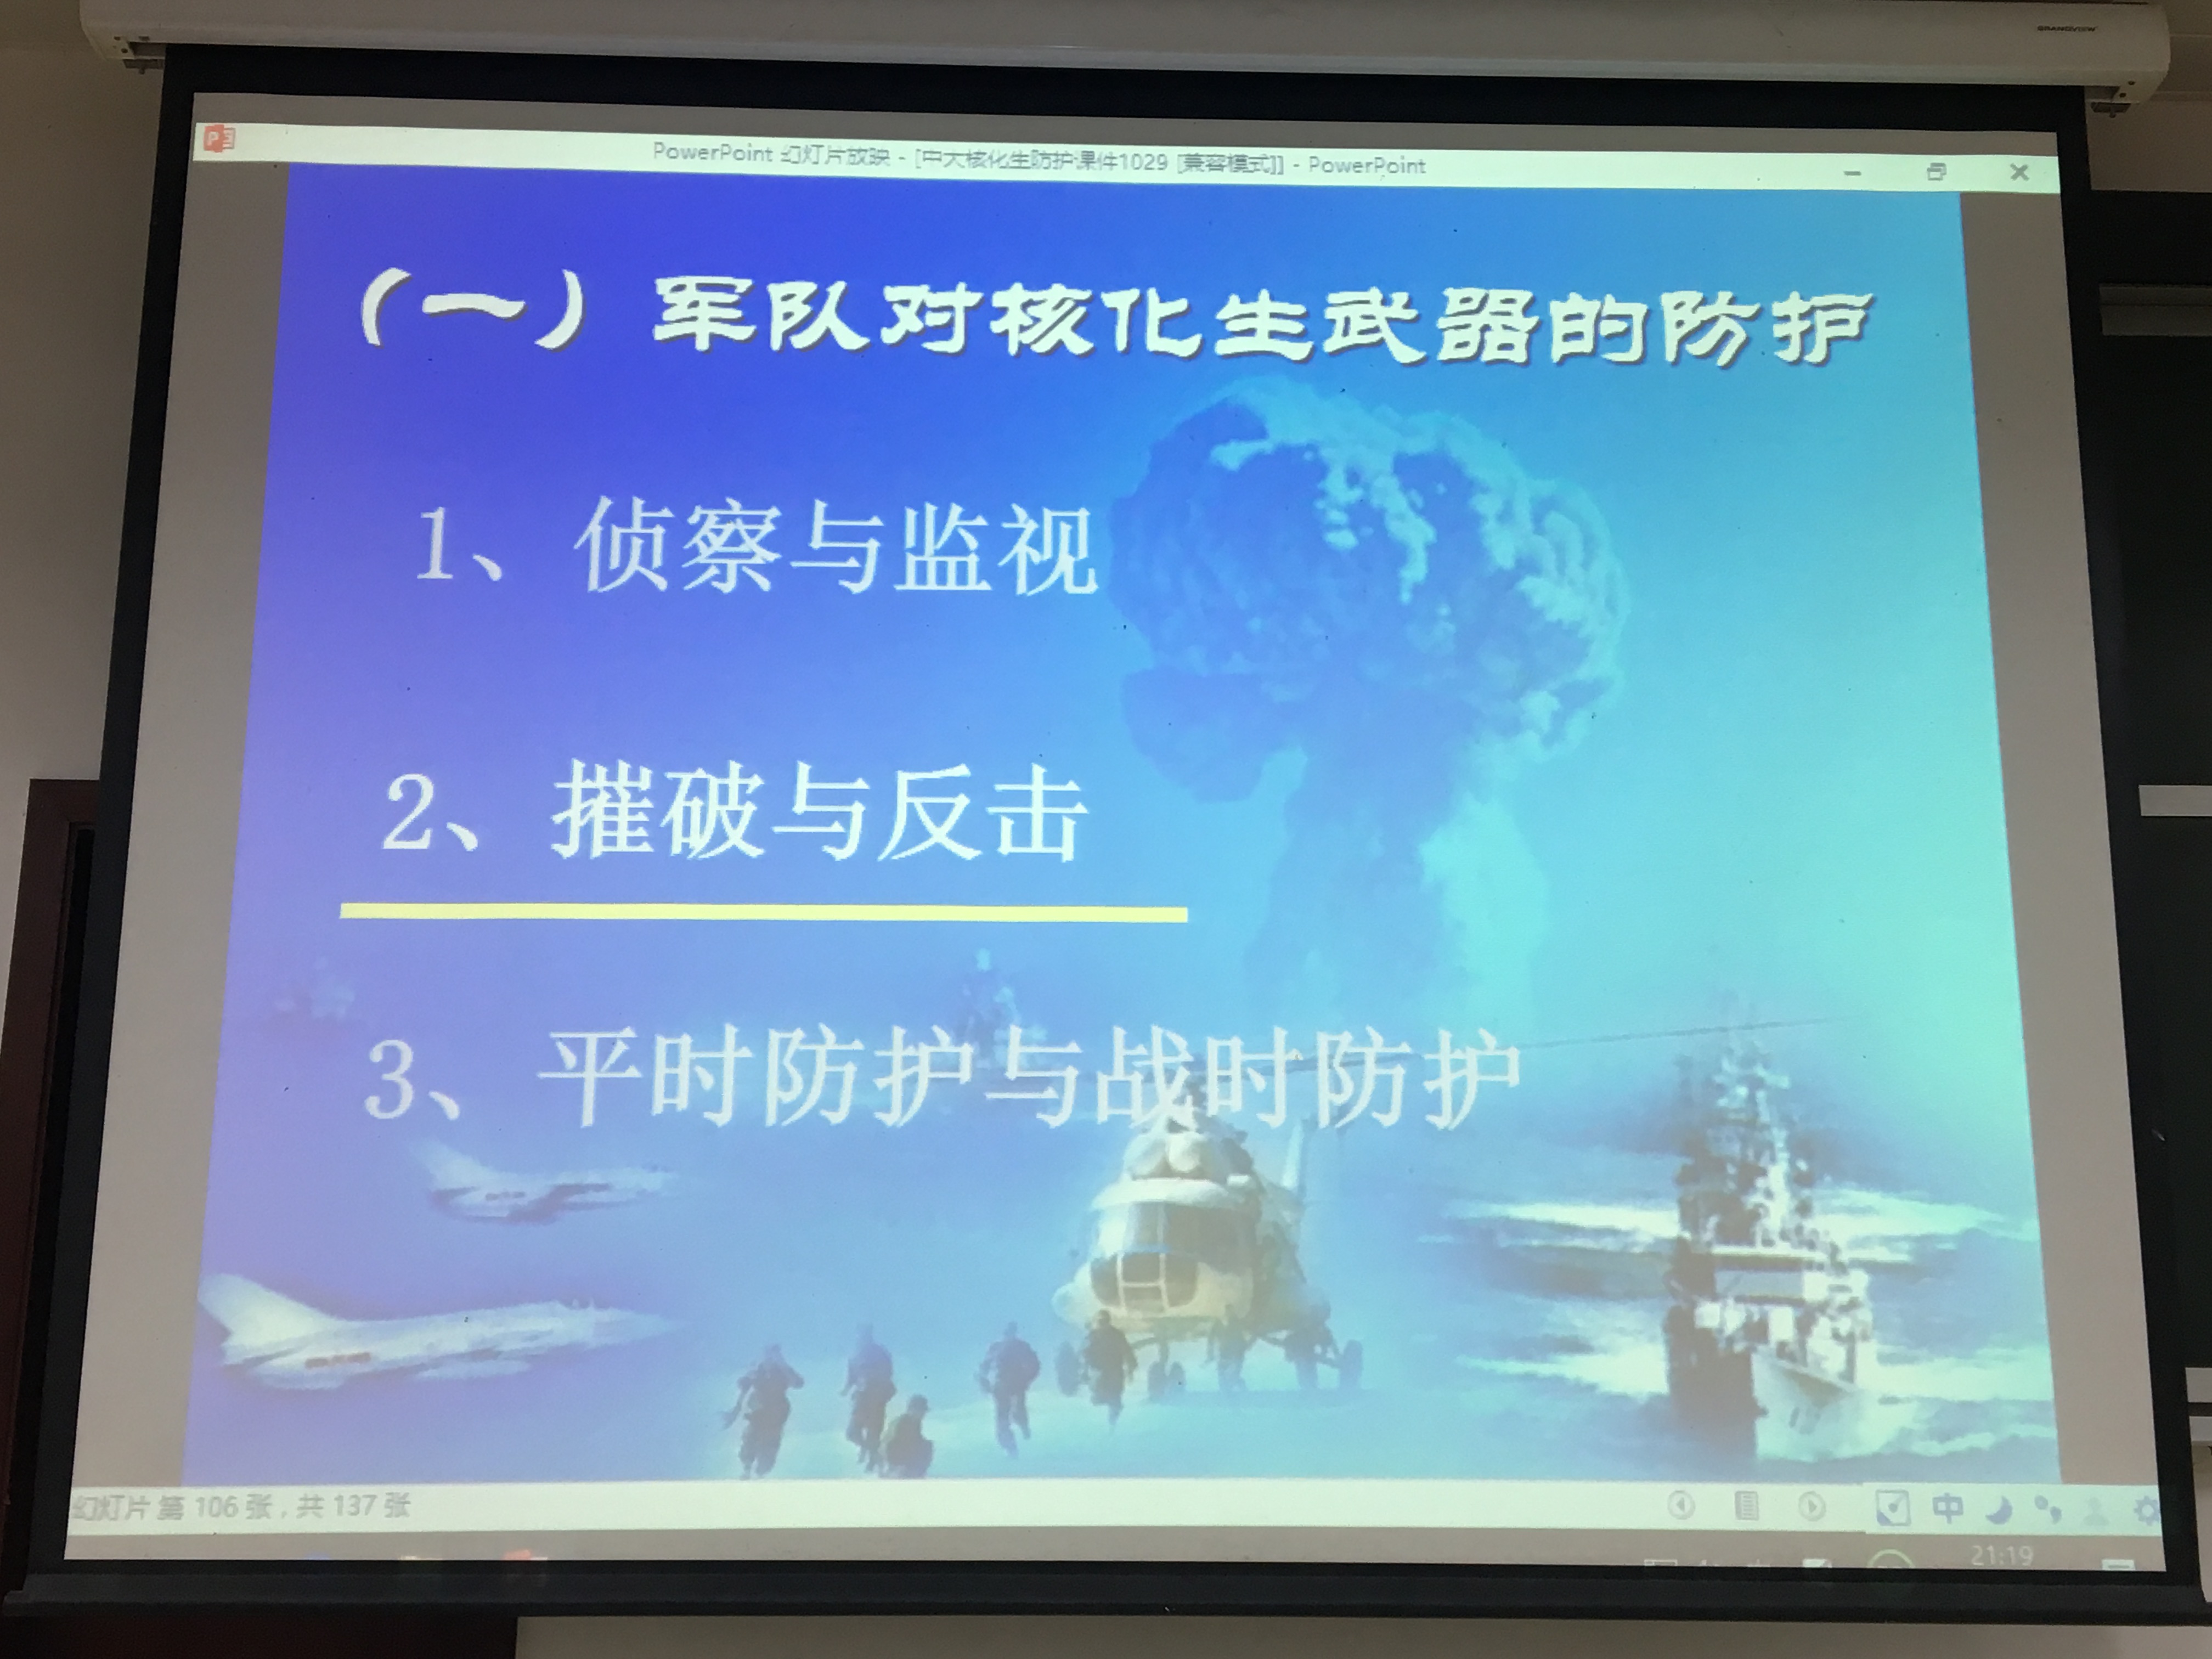 GRANDVIEW
PowerPoint 幻灯片放映 - [中大核化生防护课件1029 [兼容模式]] - PowerPoint
（一）军队对核化生武器的防护
1、侦察与监视
2、摧破与反击
3、平时防护与战时防护
幻灯片 第 106 张，共 137 张
中
21:19